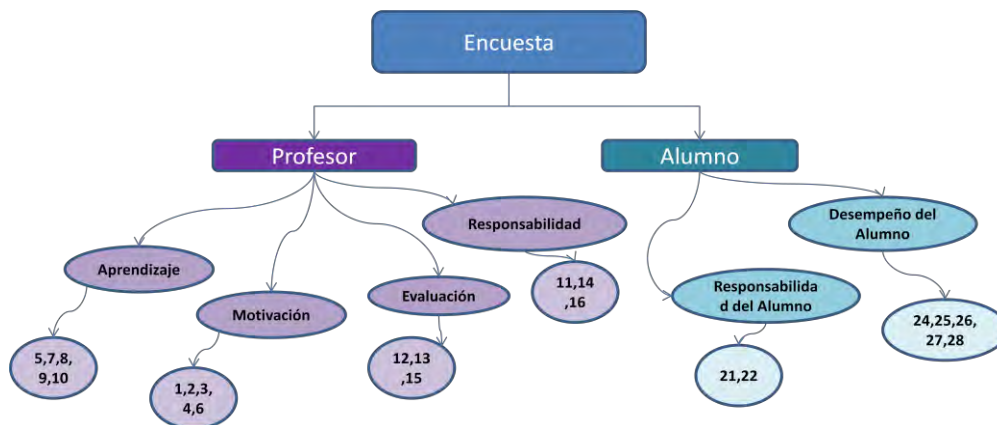 Encuesta
Profesor
Alumno
Responsabilidad
Desempeño del
Alumno
Aprendizaje
Motivación
Evaluación
11,14
,16
Responsabilida
d del Alumno
24,25,26,
27,28
5,7,8,
9,10
1,2,3,
4,6
12,13
,15
21,22